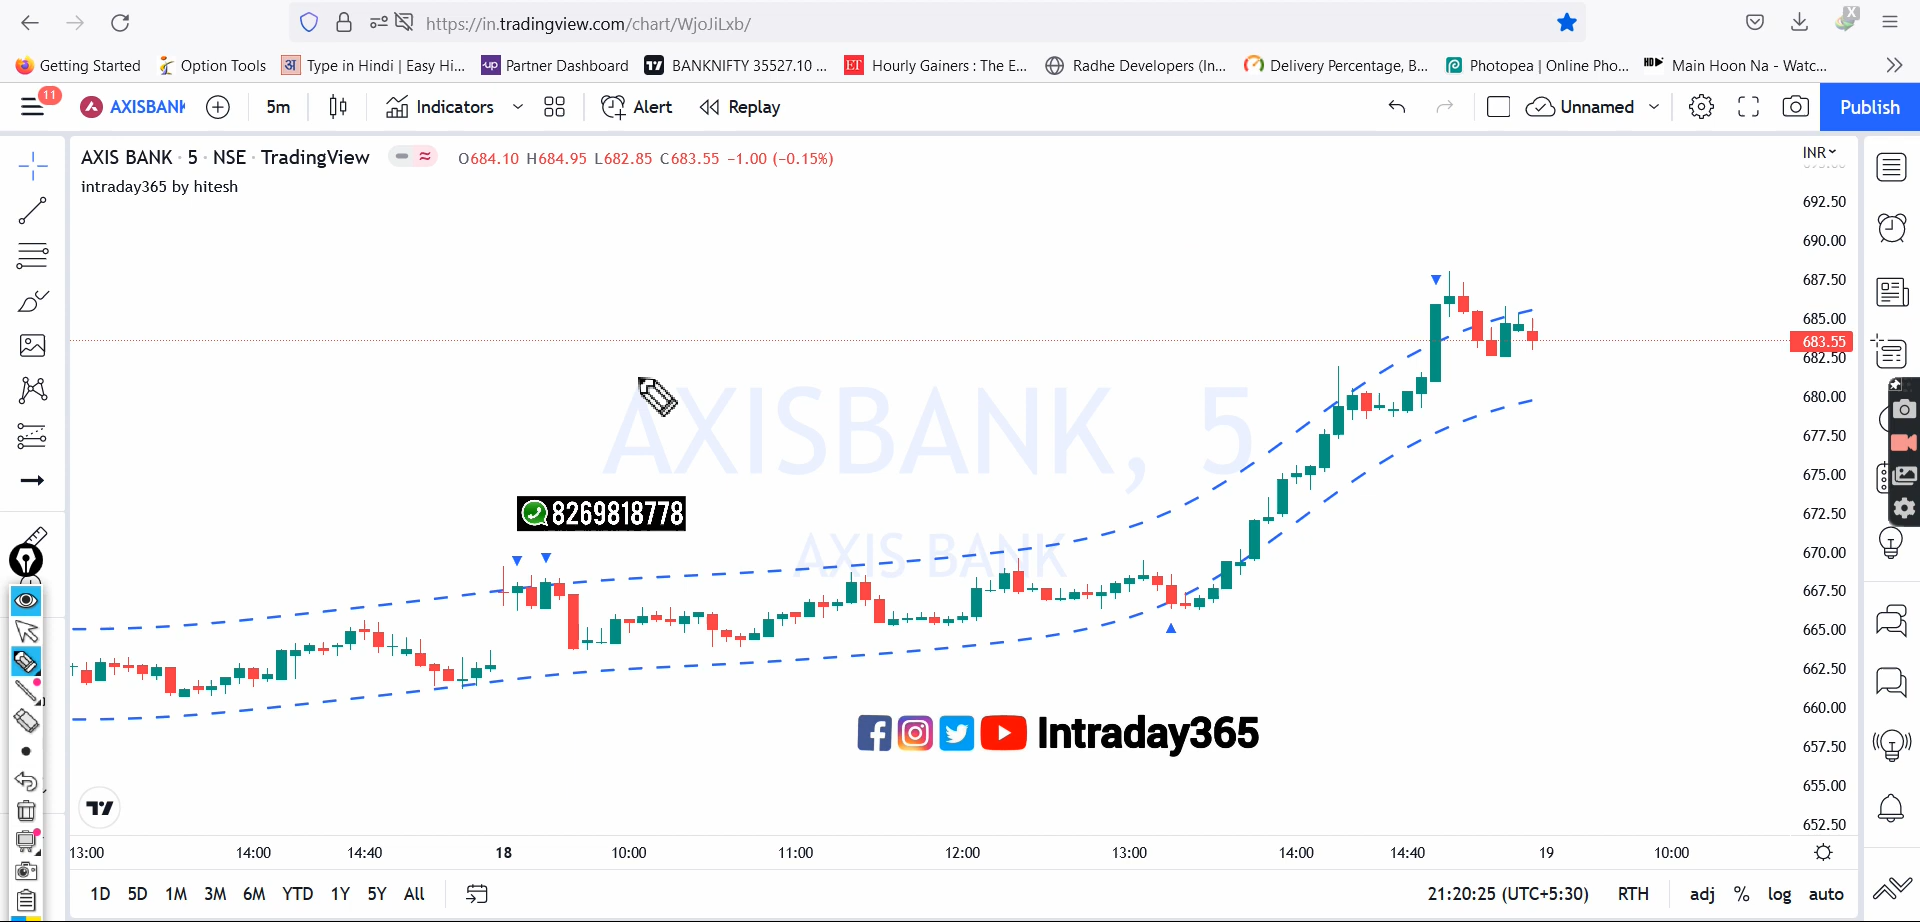 https://in.tradingview.com/chart/WjoJiLxb/
Getting Started
Option Tools
अ Type in Hindi | Easy Hi...
up Partner Dashboard
BANKNIFTY 35527.10 ...
ET Hourly Gainers : The E...
Radhe Developers (In...
Delivery Percentage, B...
Photopea | Online Pho...
HD Main Hoon Na - Watc...
11
AXISBANK
5m
Indicators
Alert
Replay
Unnamed
Publish
AXIS BANK · 5 · NSE · TradingView
O684.10 H684.95 L682.85 C683.55 −1.00 (−0.15%)
intraday365 by hitesh
INR
692.50
690.00
687.50
685.00
683.55
682.50
680.00
677.50
675.00
672.50
670.00
667.50
665.00
662.50
660.00
657.50
655.00
652.50
AXISBANK, 5
AXIS BANK
8269818778
Intraday365
13:00
14:00
14:40
18
10:00
11:00
12:00
13:00
14:00
14:40
19
10:00
1D 5D 1M 3M 6M YTD 1Y 5Y All
21:20:25 (UTC+5:30)
RTH
adj
%
log
auto